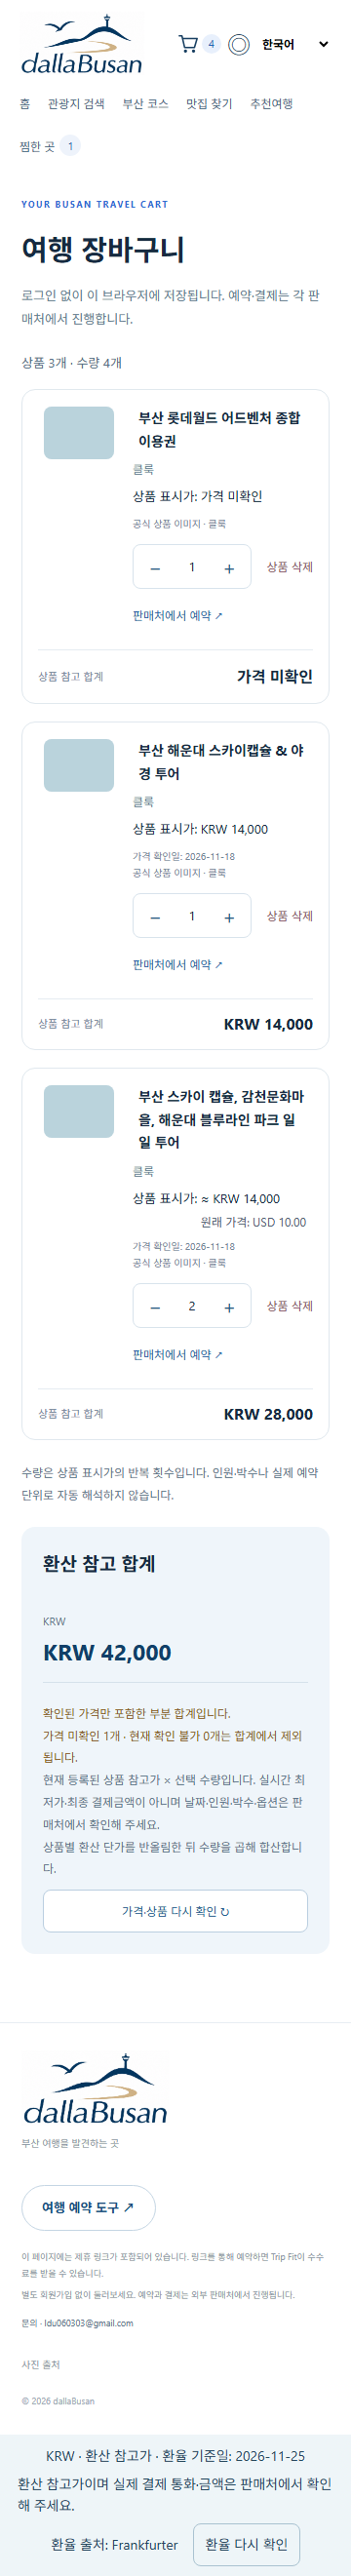 dallaBusan
4
한국어
홈 관광지 검색 부산 코스 맛집 찾기 추천여행
찜한 곳 1
YOUR BUSAN TRAVEL CART
여행 장바구니
로그인 없이 이 브라우저에 저장됩니다. 예약·결제는 각 판
매처에서 진행합니다.
상품 3개 · 수량 4개
부산 롯데월드 어드벤처 종합
이용권
클룩
상품 표시가: 가격 미확인
공식 상품 이미지 · 클룩
− 1 + 상품 삭제
판매처에서 예약 ↗
상품 참고 합계 가격 미확인
부산 해운대 스카이캡슐 & 야
경 투어
클룩
상품 표시가: KRW 14,000
가격 확인일: 2026-11-18
공식 상품 이미지 · 클룩
− 1 + 상품 삭제
판매처에서 예약 ↗
상품 참고 합계 KRW 14,000
부산 스카이 캡슐, 감천문화마
을, 해운대 블루라인 파크 일
일 투어
클룩
상품 표시가: ≈ KRW 14,000
원래 가격: USD 10.00
가격 확인일: 2026-11-18
공식 상품 이미지 · 클룩
− 2 + 상품 삭제
판매처에서 예약 ↗
상품 참고 합계 KRW 28,000
수량은 상품 표시가의 반복 횟수입니다. 인원·박수나 실제 예약
단위로 자동 해석하지 않습니다.
환산 참고 합계
KRW
KRW 42,000
확인된 가격만 포함한 부분 합계입니다.
가격 미확인 1개 · 현재 확인 불가 0개는 합계에서 제외
됩니다.
현재 등록된 상품 참고가 × 선택 수량입니다. 실시간 최
저가·최종 결제금액이 아니며 날짜·인원·박수·옵션은 판
매처에서 확인해 주세요.
상품별 환산 단가를 반올림한 뒤 수량을 곱해 합산합니
다.
가격·상품 다시 확인 ↻
dallaBusan
부산 여행을 발견하는 곳
여행 예약 도구 ↗
이 페이지에는 제휴 링크가 포함되어 있습니다. 링크를 통해 예약하면 Trip Fit이 수수
료를 받을 수 있습니다.
별도 회원가입 없이 둘러보세요. 예약과 결제는 외부 판매처에서 진행됩니다.
문의 · ldu060303@gmail.com
사진 출처
© 2026 dallaBusan
KRW · 환산 참고가 · 환율 기준일: 2026-11-25
환산 참고가이며 실제 결제 통화·금액은 판매처에서 확인
해 주세요.
환율 출처: Frankfurter 환율 다시 확인